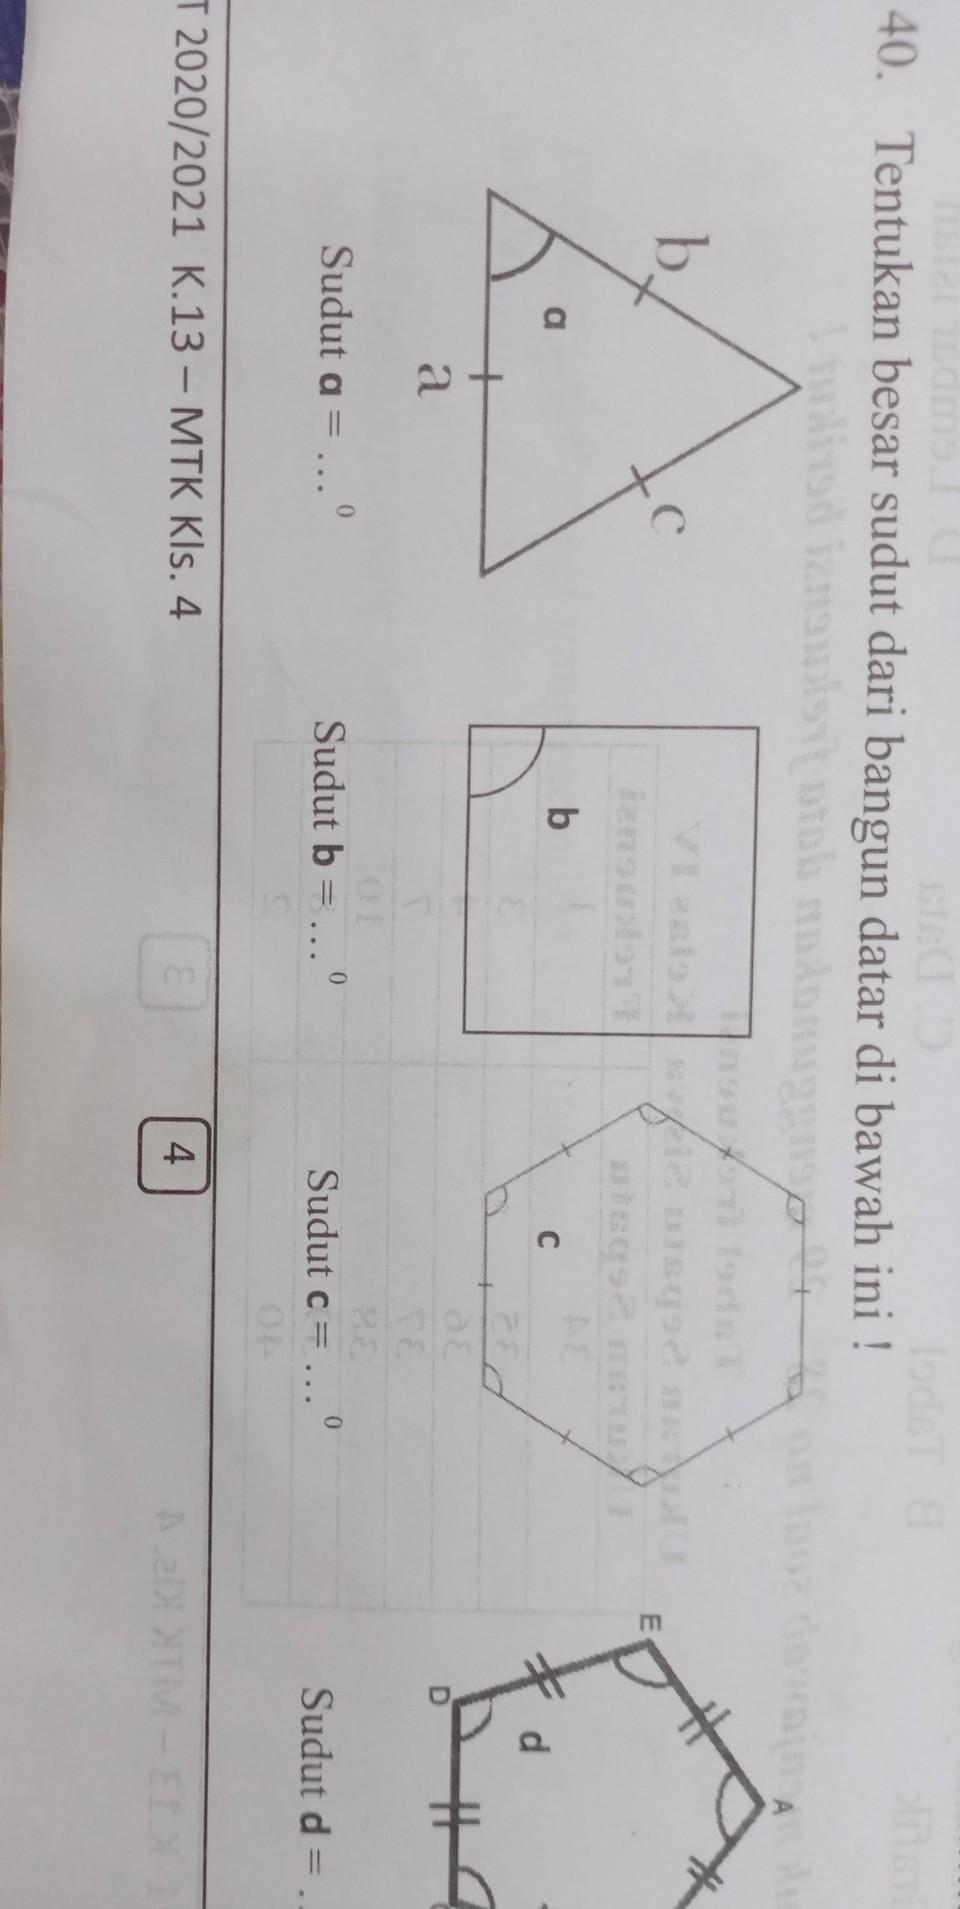 40. Tentukan besar sudut dari bangun datar di bawah ini !
b
c
a
a
b
c
A
E
d
D
Sudut a = ... ⁰
Sudut b = ... ⁰
Sudut c = ... ⁰
Sudut d = ..
T 2020/2021 K.13 – MTK Kls. 4
4